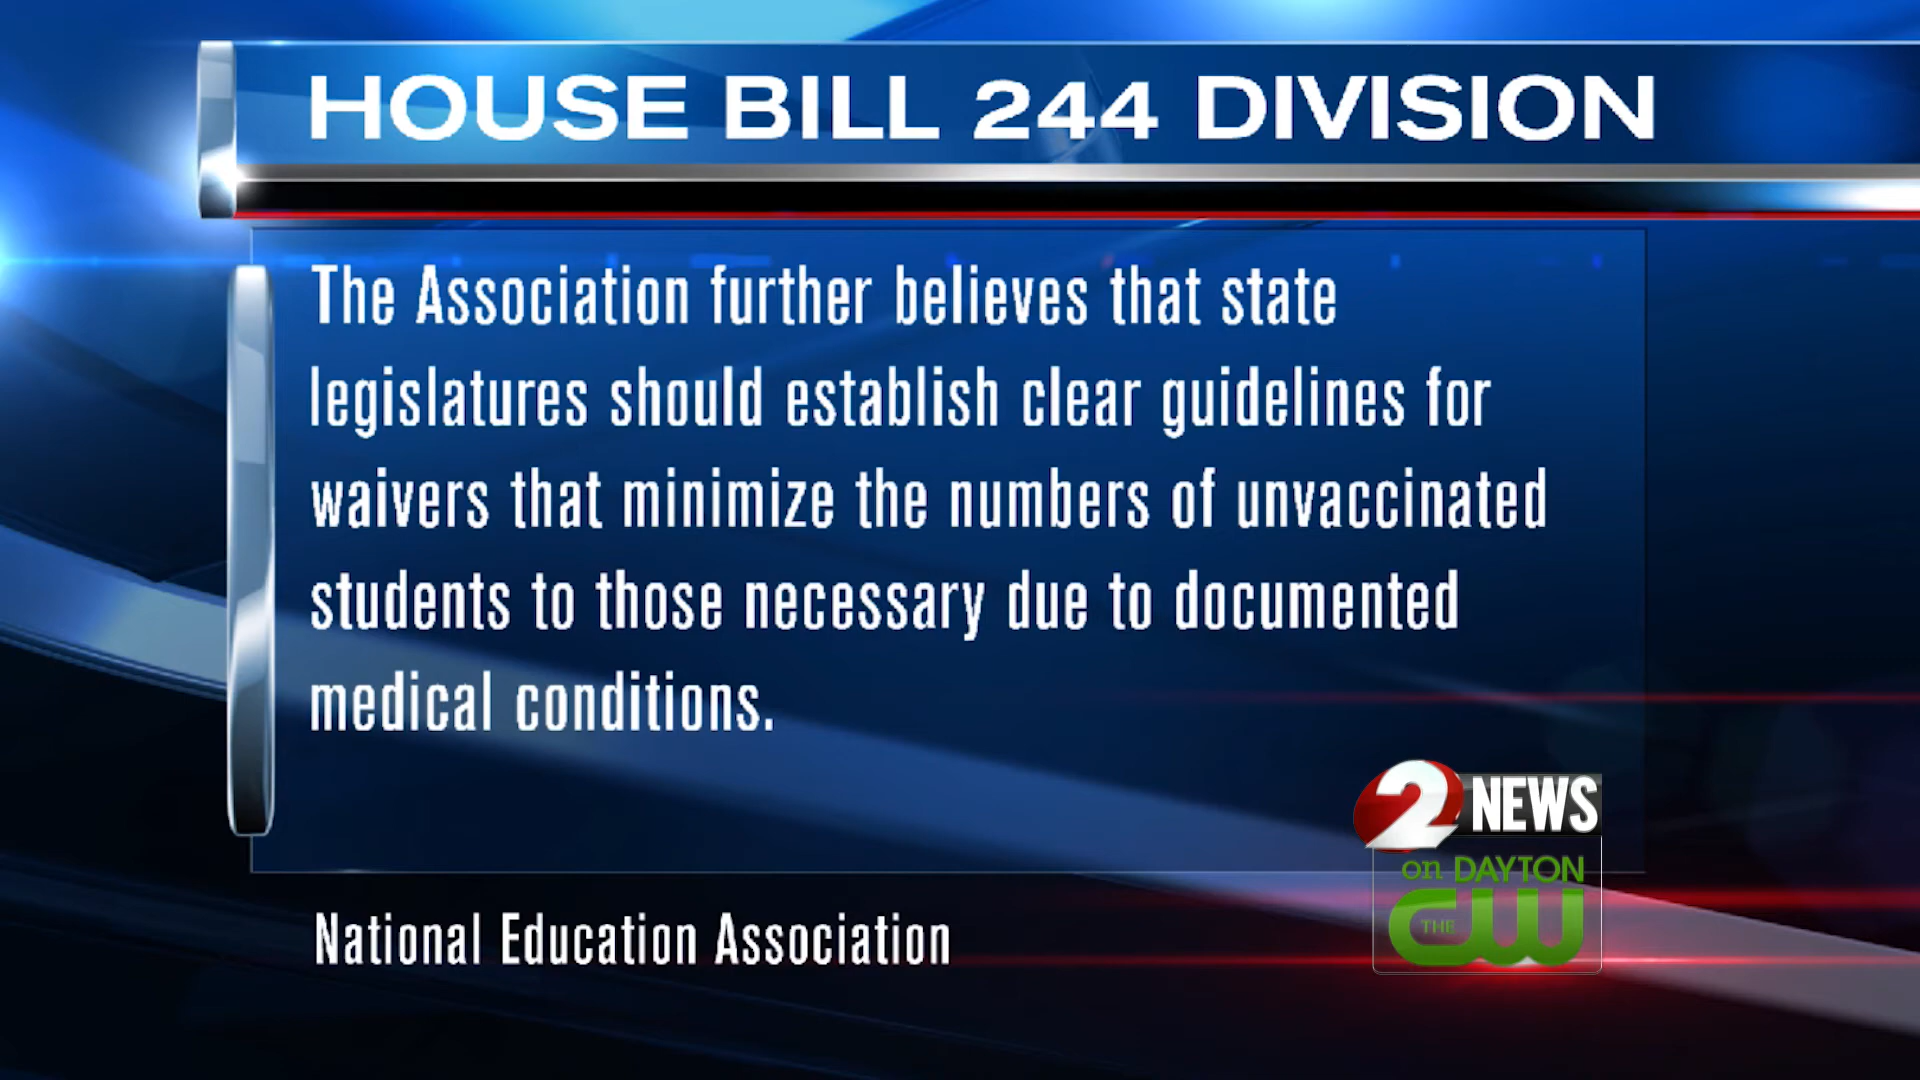 HOUSE BILL 244 DIVISION
The Association further believes that state
legislatures should establish clear guidelines for
waivers that minimize the numbers of unvaccinated
students to those necessary due to documented
medical conditions.
National Education Association
2 NEWS
on DAYTON
THE CW